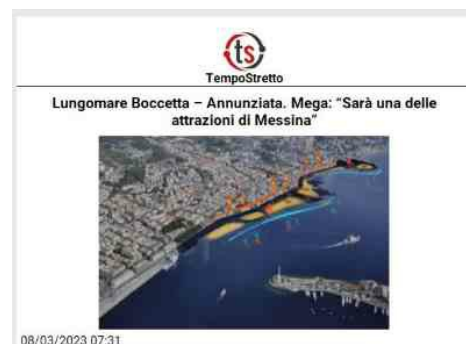 ts
TempoStretto
Lungomare Boccetta – Annunziata. Mega: “Sarà una delle
attrazioni di Messina”
08/03/2023 07:31